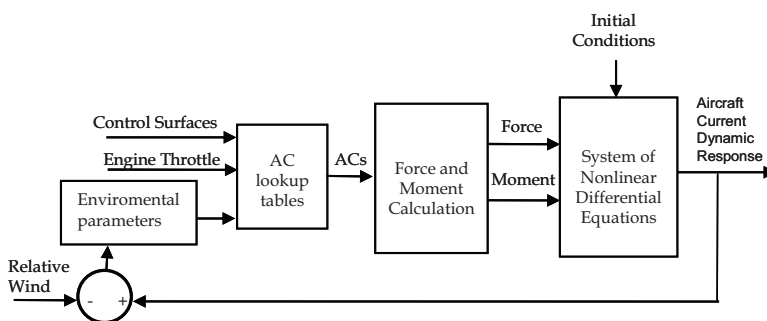 Initial
Conditions
Control Surfaces
Engine Throttle
Enviromental
parameters
Relative
Wind
-
+
AC
lookup
tables
ACs
Force and
Moment
Calculation
Force
Moment
System of
Nonlinear
Differential
Equations
Aircraft
Current
Dynamic
Response